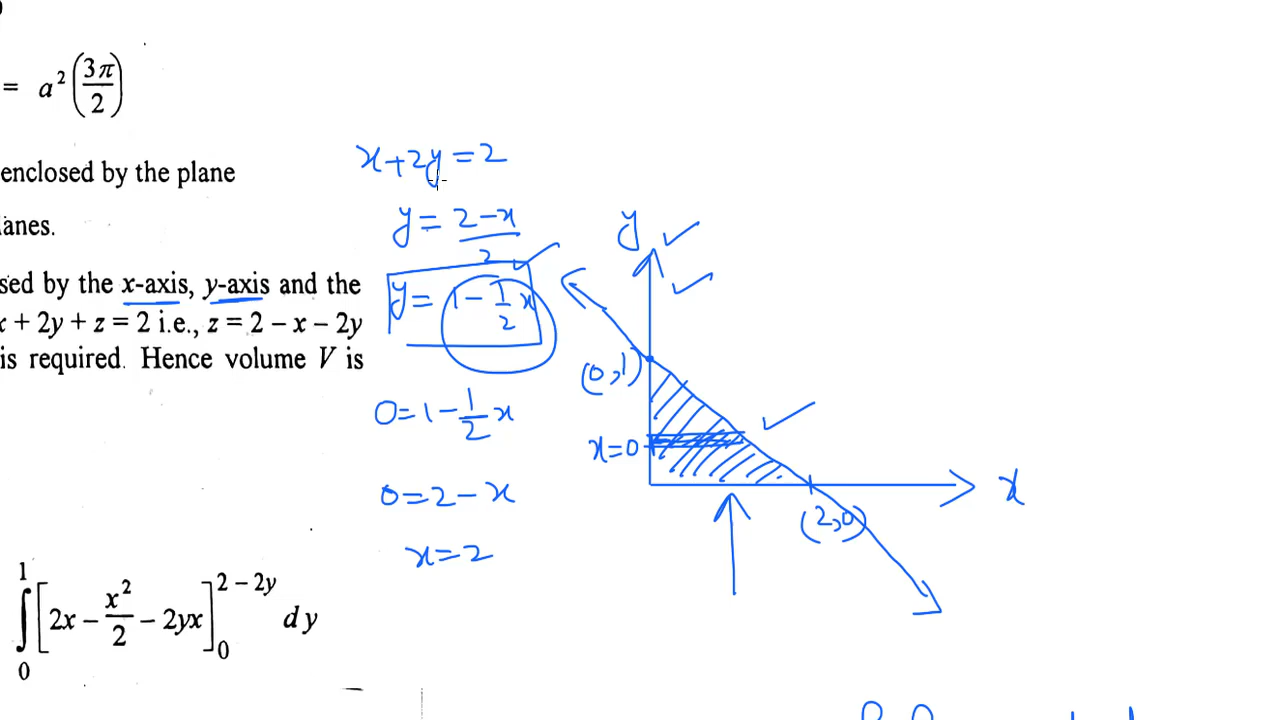 = a² (3π/2)
enclosed by the plane
anes.
sed by the x-axis, y-axis and the
x + 2y + z = 2 i.e., z = 2 − x − 2y
is required. Hence volume V is
∫₀¹ [2x − x²/2 − 2yx]₀^{2 − 2y} dy
x+2y=2
y = (2−x)/2
y = 1 − 1/2 x
0 = 1 − 1/2 x
0 = 2 − x
x = 2
y
(0,1)
x=0
(2,0)
x